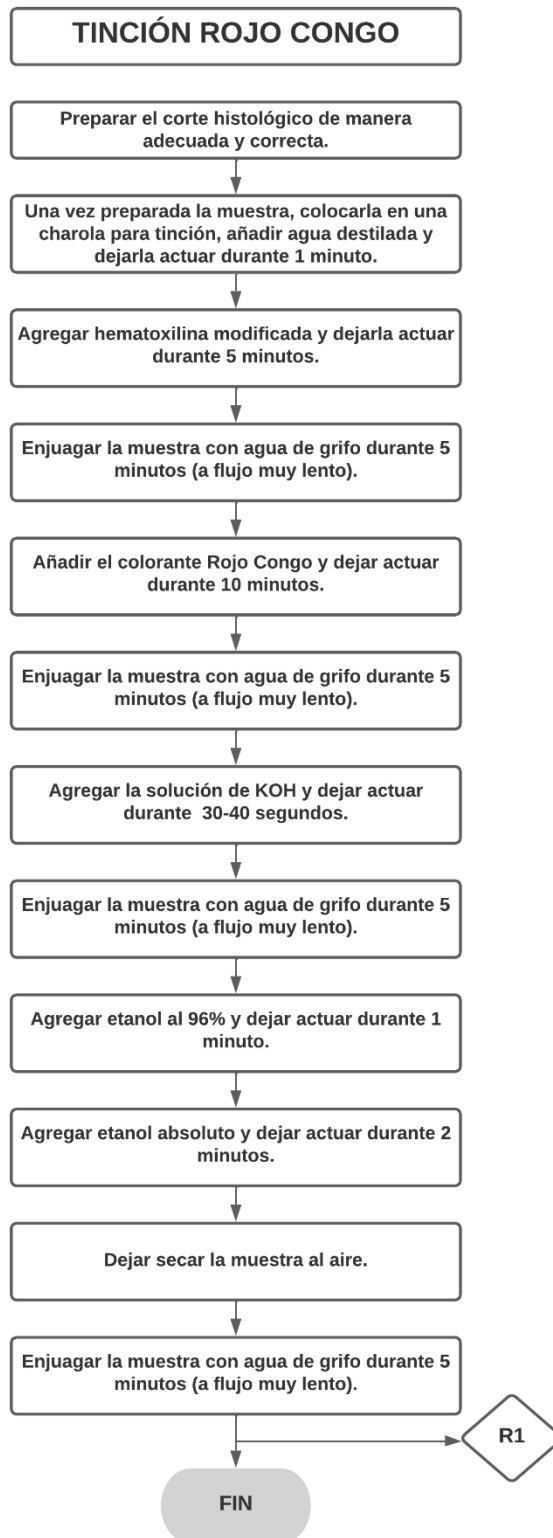 TINCIÓN ROJO CONGO
Preparar el corte histológico de manera
adecuada y correcta.
Una vez preparada la muestra, colocarla en una
charola para tinción, añadir agua destilada y
dejarla actuar durante 1 minuto.
Agregar hematoxilina modificada y dejarla actuar
durante 5 minutos.
Enjuagar la muestra con agua de grifo durante 5
minutos (a flujo muy lento).
Añadir el colorante Rojo Congo y dejar actuar
durante 10 minutos.
Enjuagar la muestra con agua de grifo durante 5
minutos (a flujo muy lento).
Agregar la solución de KOH y dejar actuar
durante  30-40 segundos.
Enjuagar la muestra con agua de grifo durante 5
minutos (a flujo muy lento).
Agregar etanol al 96% y dejar actuar durante 1
minuto.
Agregar etanol absoluto y dejar actuar durante 2
minutos.
Dejar secar la muestra al aire.
Enjuagar la muestra con agua de grifo durante 5
minutos (a flujo muy lento).
R1
FIN